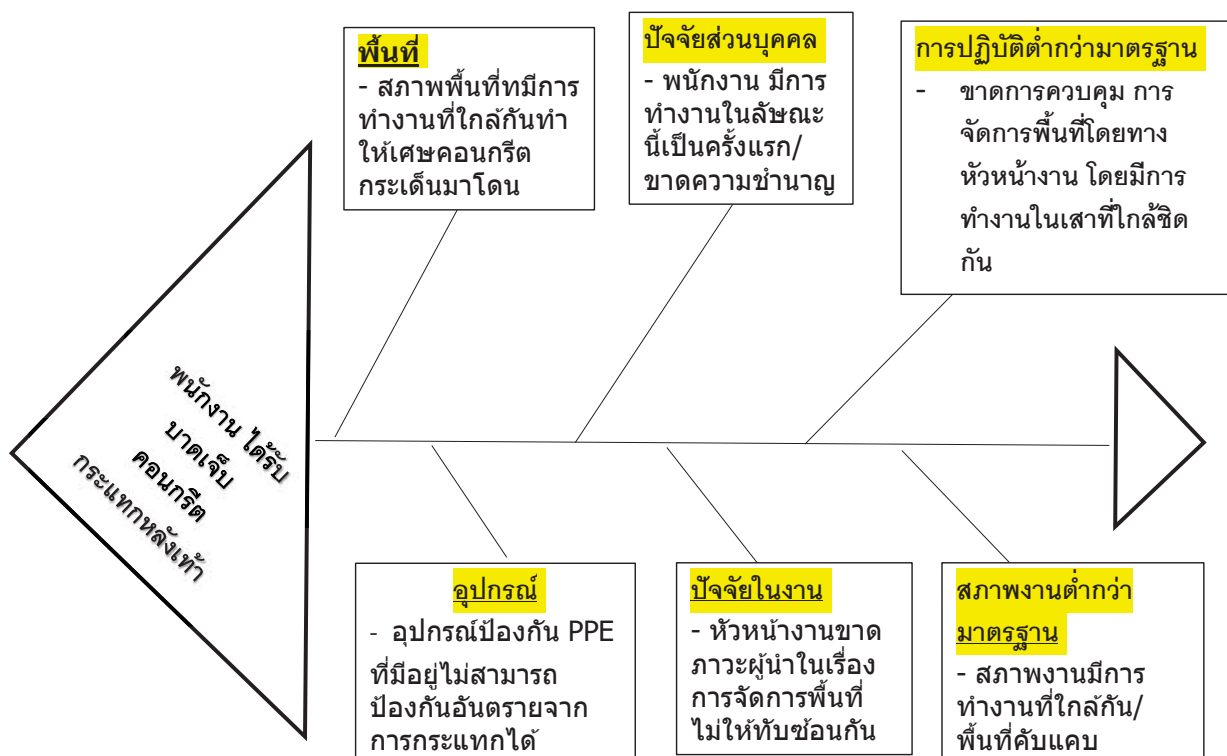 พื้นที่
- สภาพพื้นที่ทมีการ
ทำงานที่ใกล้กันทำ
ให้เศษคอนกรีต
กระเด็นมาโดน
ปัจจัยส่วนบุคคล
- พนักงาน มีการ
ทำงานในลัษณะ
นี้เป็นครั้งแรก/
ขาดความชำนาญ
การปฏิบัติต่ำกว่ามาตรฐาน
- ขาดการควบคุม การ
จัดการพื้นที่โดยทาง
หัวหน้างาน โดยมีการ
ทำงานในเสาที่ใกล้ชิด
กัน
พนักงาน ได้รับ
บาดเจ็บ
คอนกรีต
กระแทกหลังเท้า
อุปกรณ์
- อุปกรณ์ป้องกัน PPE
ที่มีอยู่ไม่สามารถ
ป้องกันอันตรายจาก
การกระแทกได้
ปัจจัยในงาน
- หัวหน้างานขาด
ภาวะผู้นำในเรื่อง
การจัดการพื้นที่
ไม่ให้ทับซ้อนกัน
สภาพงานต่ำกว่า
มาตรฐาน
- สภาพงานมีการ
ทำงานที่ใกล้กัน/
พื้นที่คับแคบ